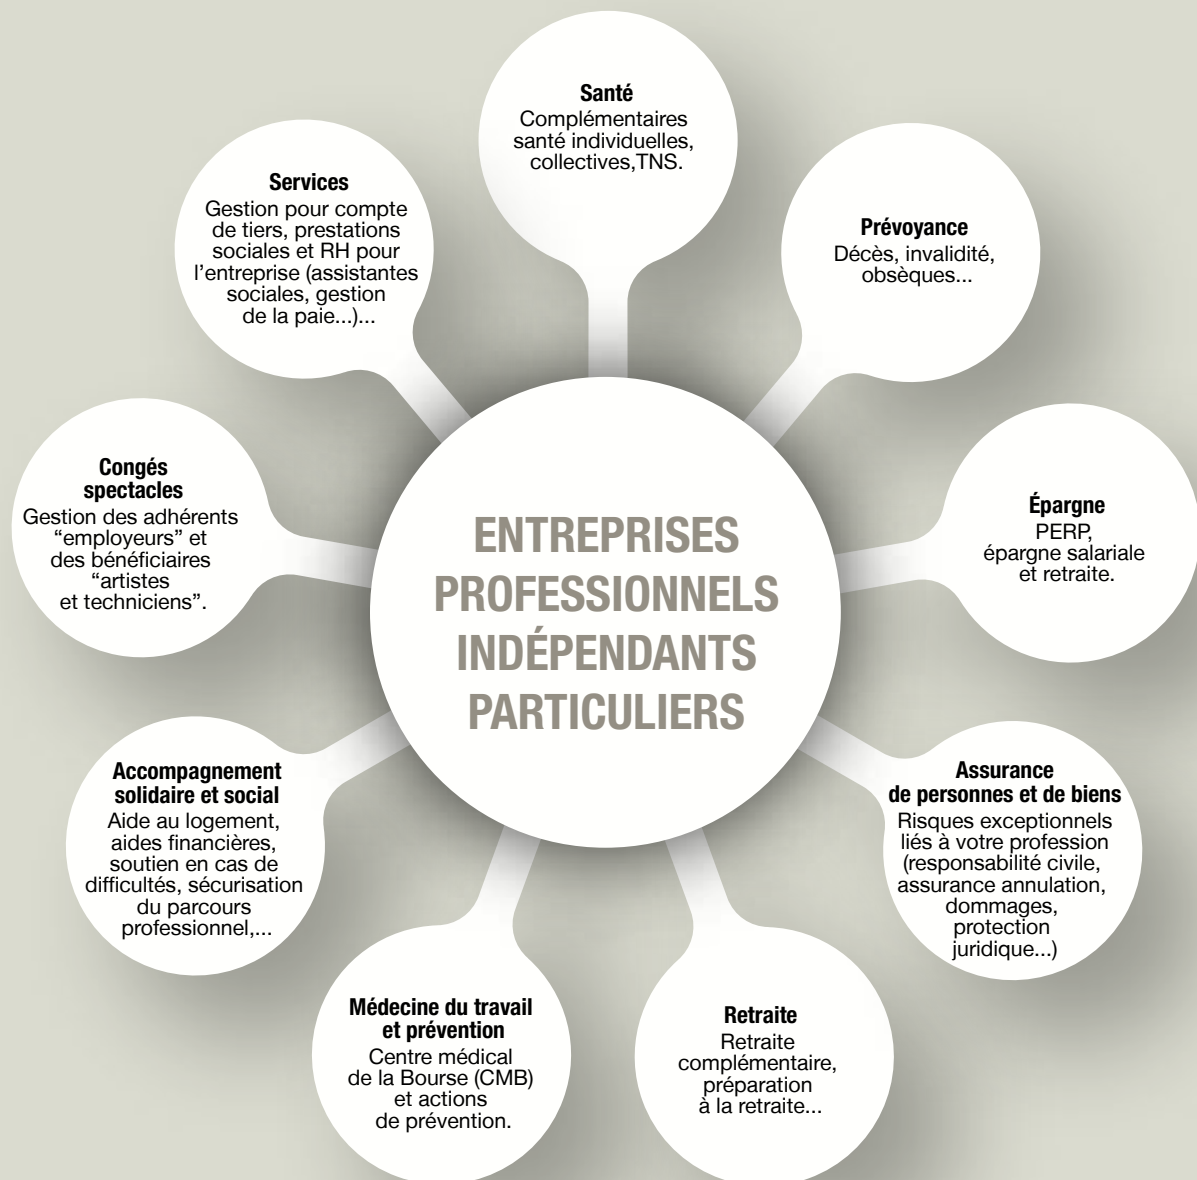 Santé
Complémentaires
santé individuelles,
collectives,TNS.
Prévoyance
Décès, invalidité,
obsèques...
Épargne
PERP,
épargne salariale
et retraite.
Assurance
de personnes et de biens
Risques exceptionnels
liés à votre profession
(responsabilité civile,
assurance annulation,
dommages,
protection
juridique...)
Retraite
Retraite
complémentaire,
préparation
à la retraite...
Médecine du travail
et prévention
Centre médical
de la Bourse (CMB)
et actions
de prévention.
Accompagnement
solidaire et social
Aide au logement,
aides financières,
soutien en cas de
difficultés, sécurisation
du parcours
professionnel,...
Congés
spectacles
Gestion des adhérents
“employeurs” et
des bénéficiaires
“artistes
et techniciens”.
Services
Gestion pour compte
de tiers, prestations
sociales et RH pour
l’entreprise (assistantes
sociales, gestion
de la paie...)...
ENTREPRISES
PROFESSIONNELS
INDÉPENDANTS
PARTICULIERS